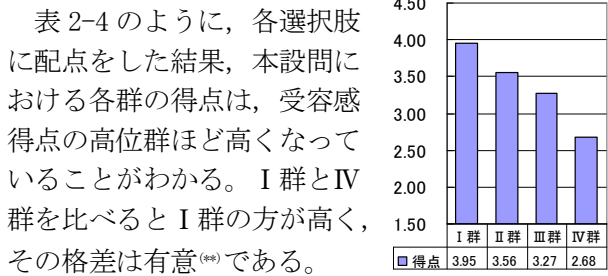 表 2-4 のように，各選択肢
に配点をした結果，本設問に
おける各群の得点は，受容感
得点の高位群ほど高くなって
いることがわかる。Ⅰ群とⅣ
群を比べるとⅠ群の方が高く，
その格差は有意(**)である。
4.50
4.00
3.50
3.00
2.50
2.00
1.50
Ⅰ群 Ⅱ群 Ⅲ群 Ⅳ群
得点 3.95 3.56 3.27 2.68